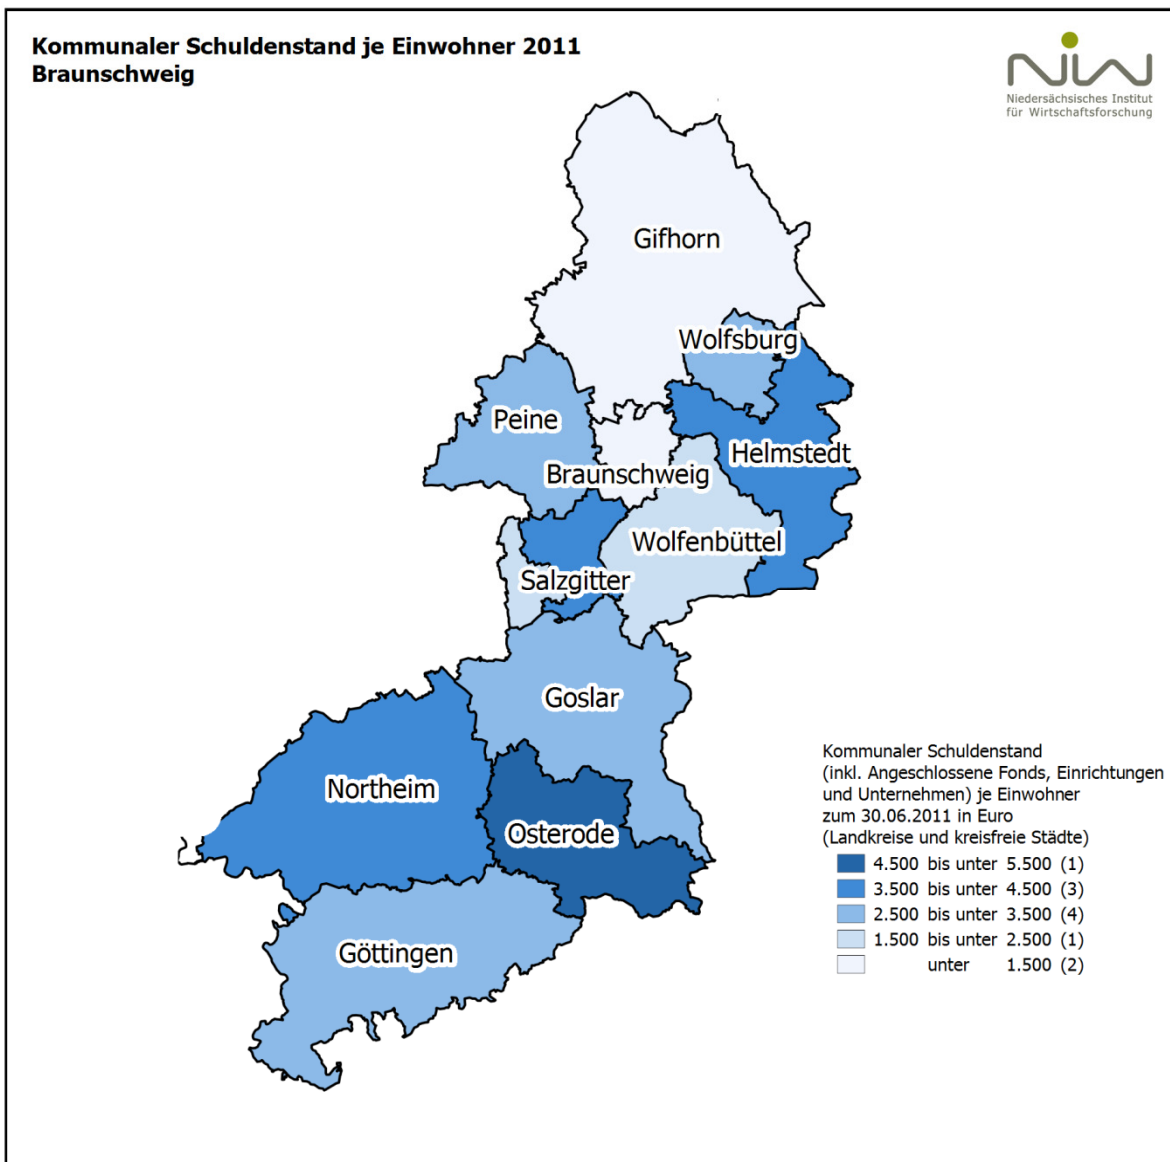 Kommunaler Schuldenstand je Einwohner 2011
Braunschweig
NIW
Niedersächsisches Institut
für Wirtschaftsforschung
Gifhorn
Wolfsburg
Peine
Helmstedt
Braunschweig
Wolfenbüttel
Salzgitter
Goslar
Northeim
Osterode
Göttingen
Kommunaler Schuldenstand
(inkl. Angeschlossene Fonds, Einrichtungen
und Unternehmen) je Einwohner
zum 30.06.2011 in Euro
(Landkreise und kreisfreie Städte)
4.500 bis unter 5.500 (1)
3.500 bis unter 4.500 (3)
2.500 bis unter 3.500 (4)
1.500 bis unter 2.500 (1)
unter 1.500 (2)